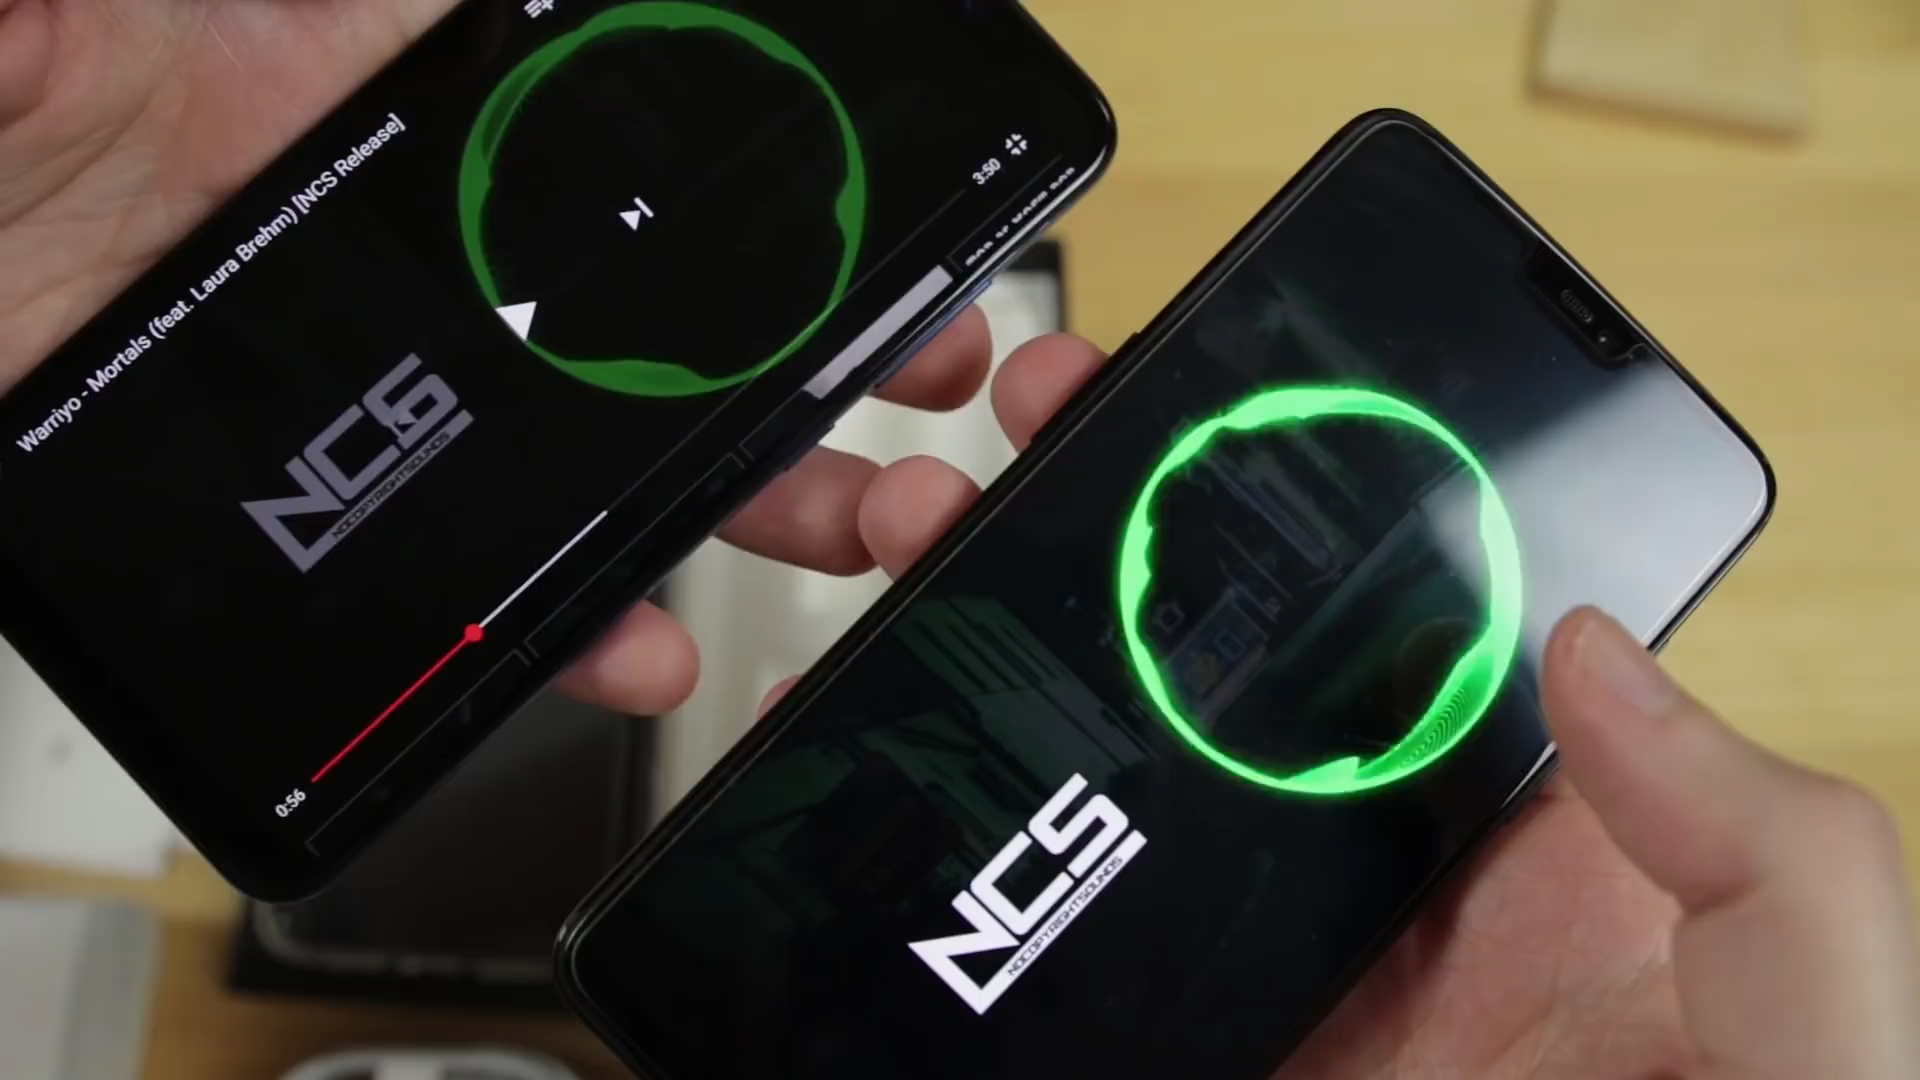 Warriyo - Mortals (feat. Laura Brehm) [NCS Release]
3:50
NCS
NOCOPYRIGHTSOUNDS
0:56
NCS
NOCOPYRIGHTSOUNDS